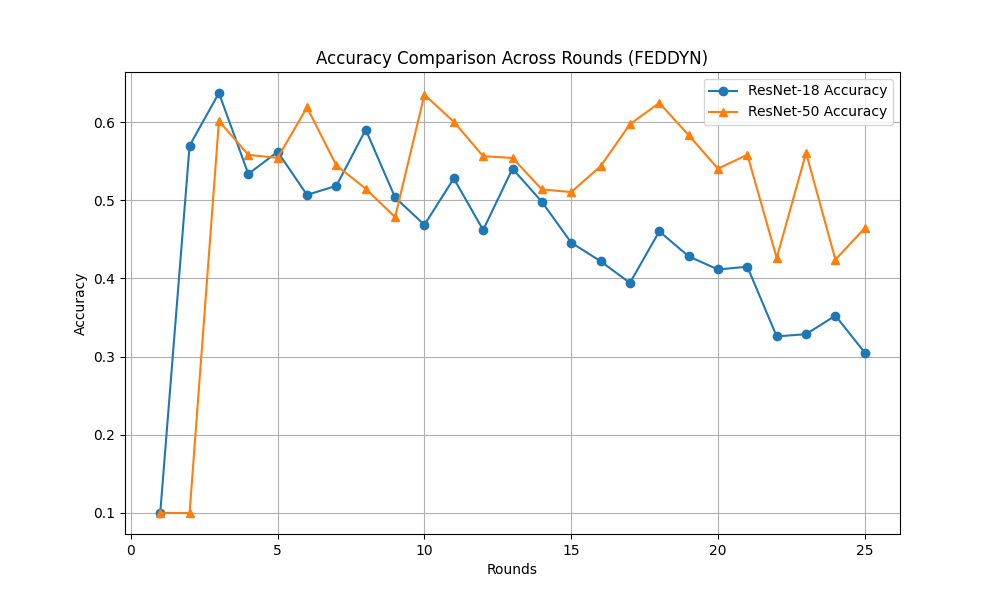 Accuracy Comparison Across Rounds (FEDDYN)
ResNet-18 Accuracy
ResNet-50 Accuracy
Accuracy
0.6
0.5
0.4
0.3
0.2
0.1
0 5 10 15 20 25
Rounds